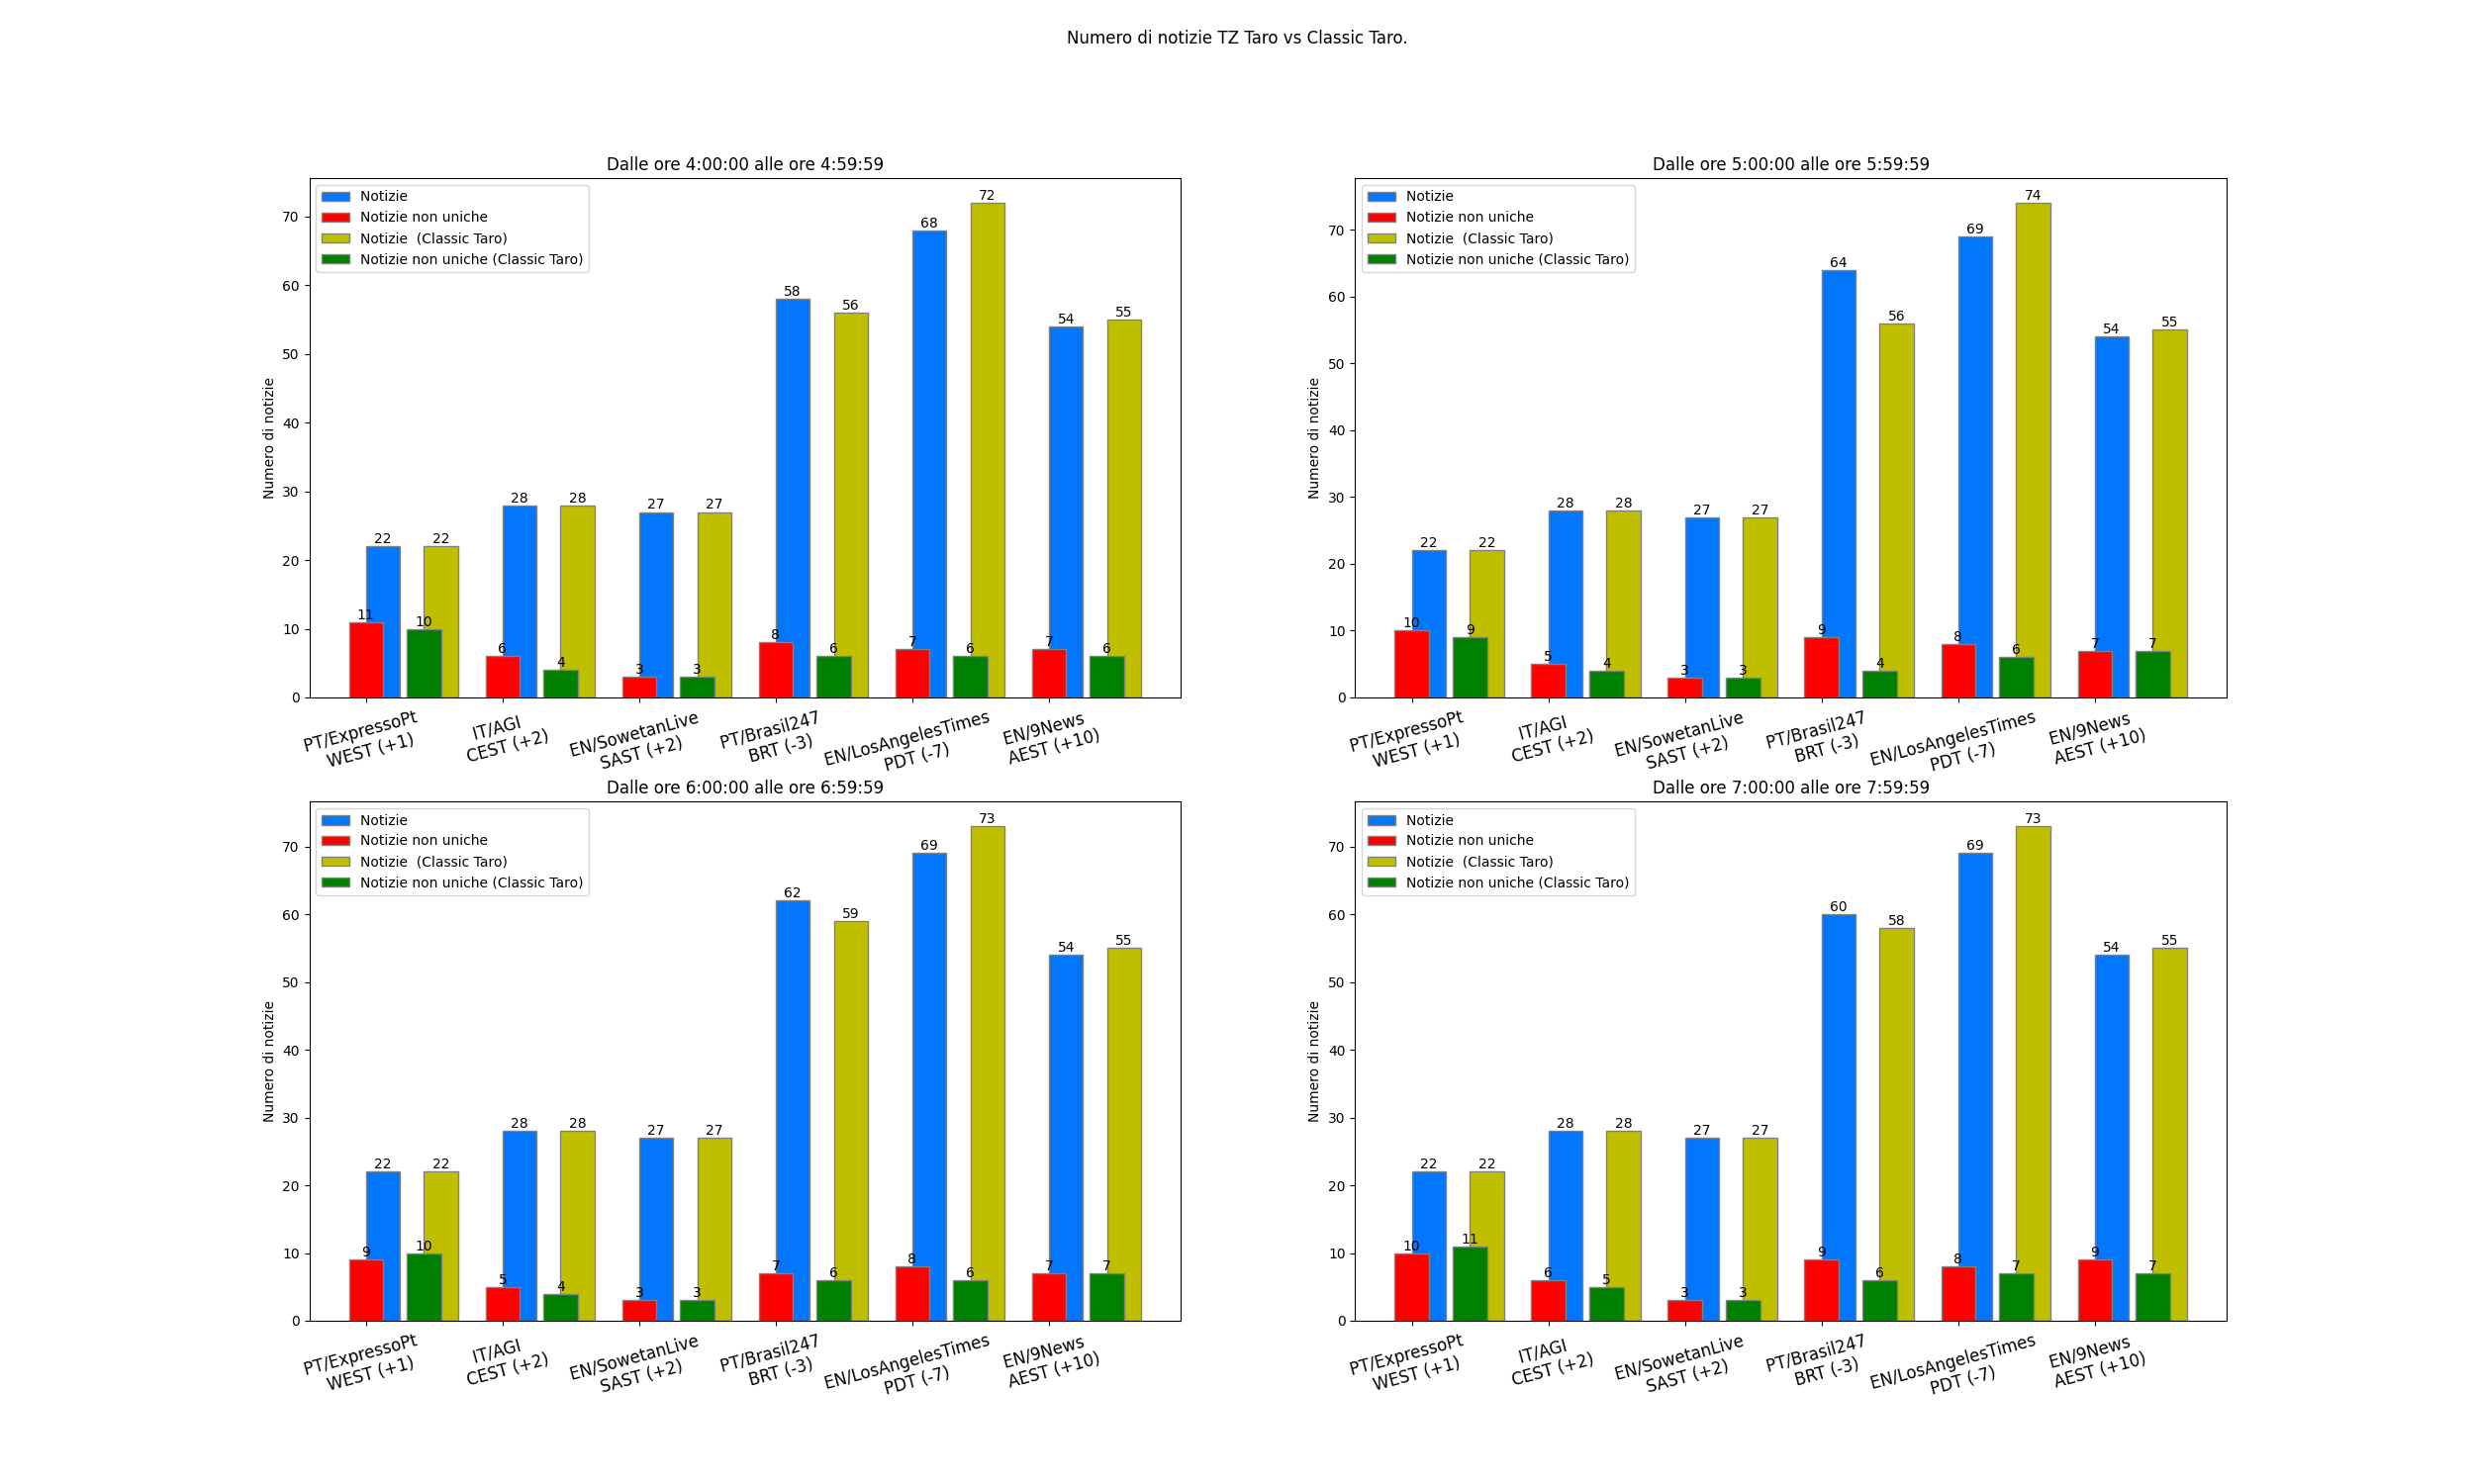 Numero di notizie TZ Taro vs Classic Taro.
Dalle ore 4:00:00 alle ore 4:59:59
Notizie
Notizie non uniche
Notizie  (Classic Taro)
Notizie non uniche (Classic Taro)
Numero di notizie
70
60
50
40
30
20
10
0
22
28
27
58
68
54
11
6
3
8
7
7
22
28
27
56
72
55
10
4
3
6
6
6
PT/ExpressoPt
WEST (+1)
IT/AGI
CEST (+2)
EN/SowetanLive
SAST (+2)
PT/Brasil247
BRT (-3)
EN/LosAngelesTimes
PDT (-7)
EN/9News
AEST (+10)
Dalle ore 5:00:00 alle ore 5:59:59
Notizie
Notizie non uniche
Notizie  (Classic Taro)
Notizie non uniche (Classic Taro)
Numero di notizie
70
60
50
40
30
20
10
0
22
28
27
64
69
54
10
5
3
9
8
7
22
28
27
56
74
55
9
4
3
4
6
7
PT/ExpressoPt
WEST (+1)
IT/AGI
CEST (+2)
EN/SowetanLive
SAST (+2)
PT/Brasil247
BRT (-3)
EN/LosAngelesTimes
PDT (-7)
EN/9News
AEST (+10)
Dalle ore 6:00:00 alle ore 6:59:59
Notizie
Notizie non uniche
Notizie  (Classic Taro)
Notizie non uniche (Classic Taro)
Numero di notizie
70
60
50
40
30
20
10
0
22
28
27
62
69
54
9
5
3
7
8
7
22
28
27
59
73
55
10
4
3
6
6
7
PT/ExpressoPt
WEST (+1)
IT/AGI
CEST (+2)
EN/SowetanLive
SAST (+2)
PT/Brasil247
BRT (-3)
EN/LosAngelesTimes
PDT (-7)
EN/9News
AEST (+10)
Dalle ore 7:00:00 alle ore 7:59:59
Notizie
Notizie non uniche
Notizie  (Classic Taro)
Notizie non uniche (Classic Taro)
Numero di notizie
70
60
50
40
30
20
10
0
22
28
27
60
69
54
10
6
3
9
8
9
22
28
27
58
73
55
11
5
3
6
7
7
PT/ExpressoPt
WEST (+1)
IT/AGI
CEST (+2)
EN/SowetanLive
SAST (+2)
PT/Brasil247
BRT (-3)
EN/LosAngelesTimes
PDT (-7)
EN/9News
AEST (+10)